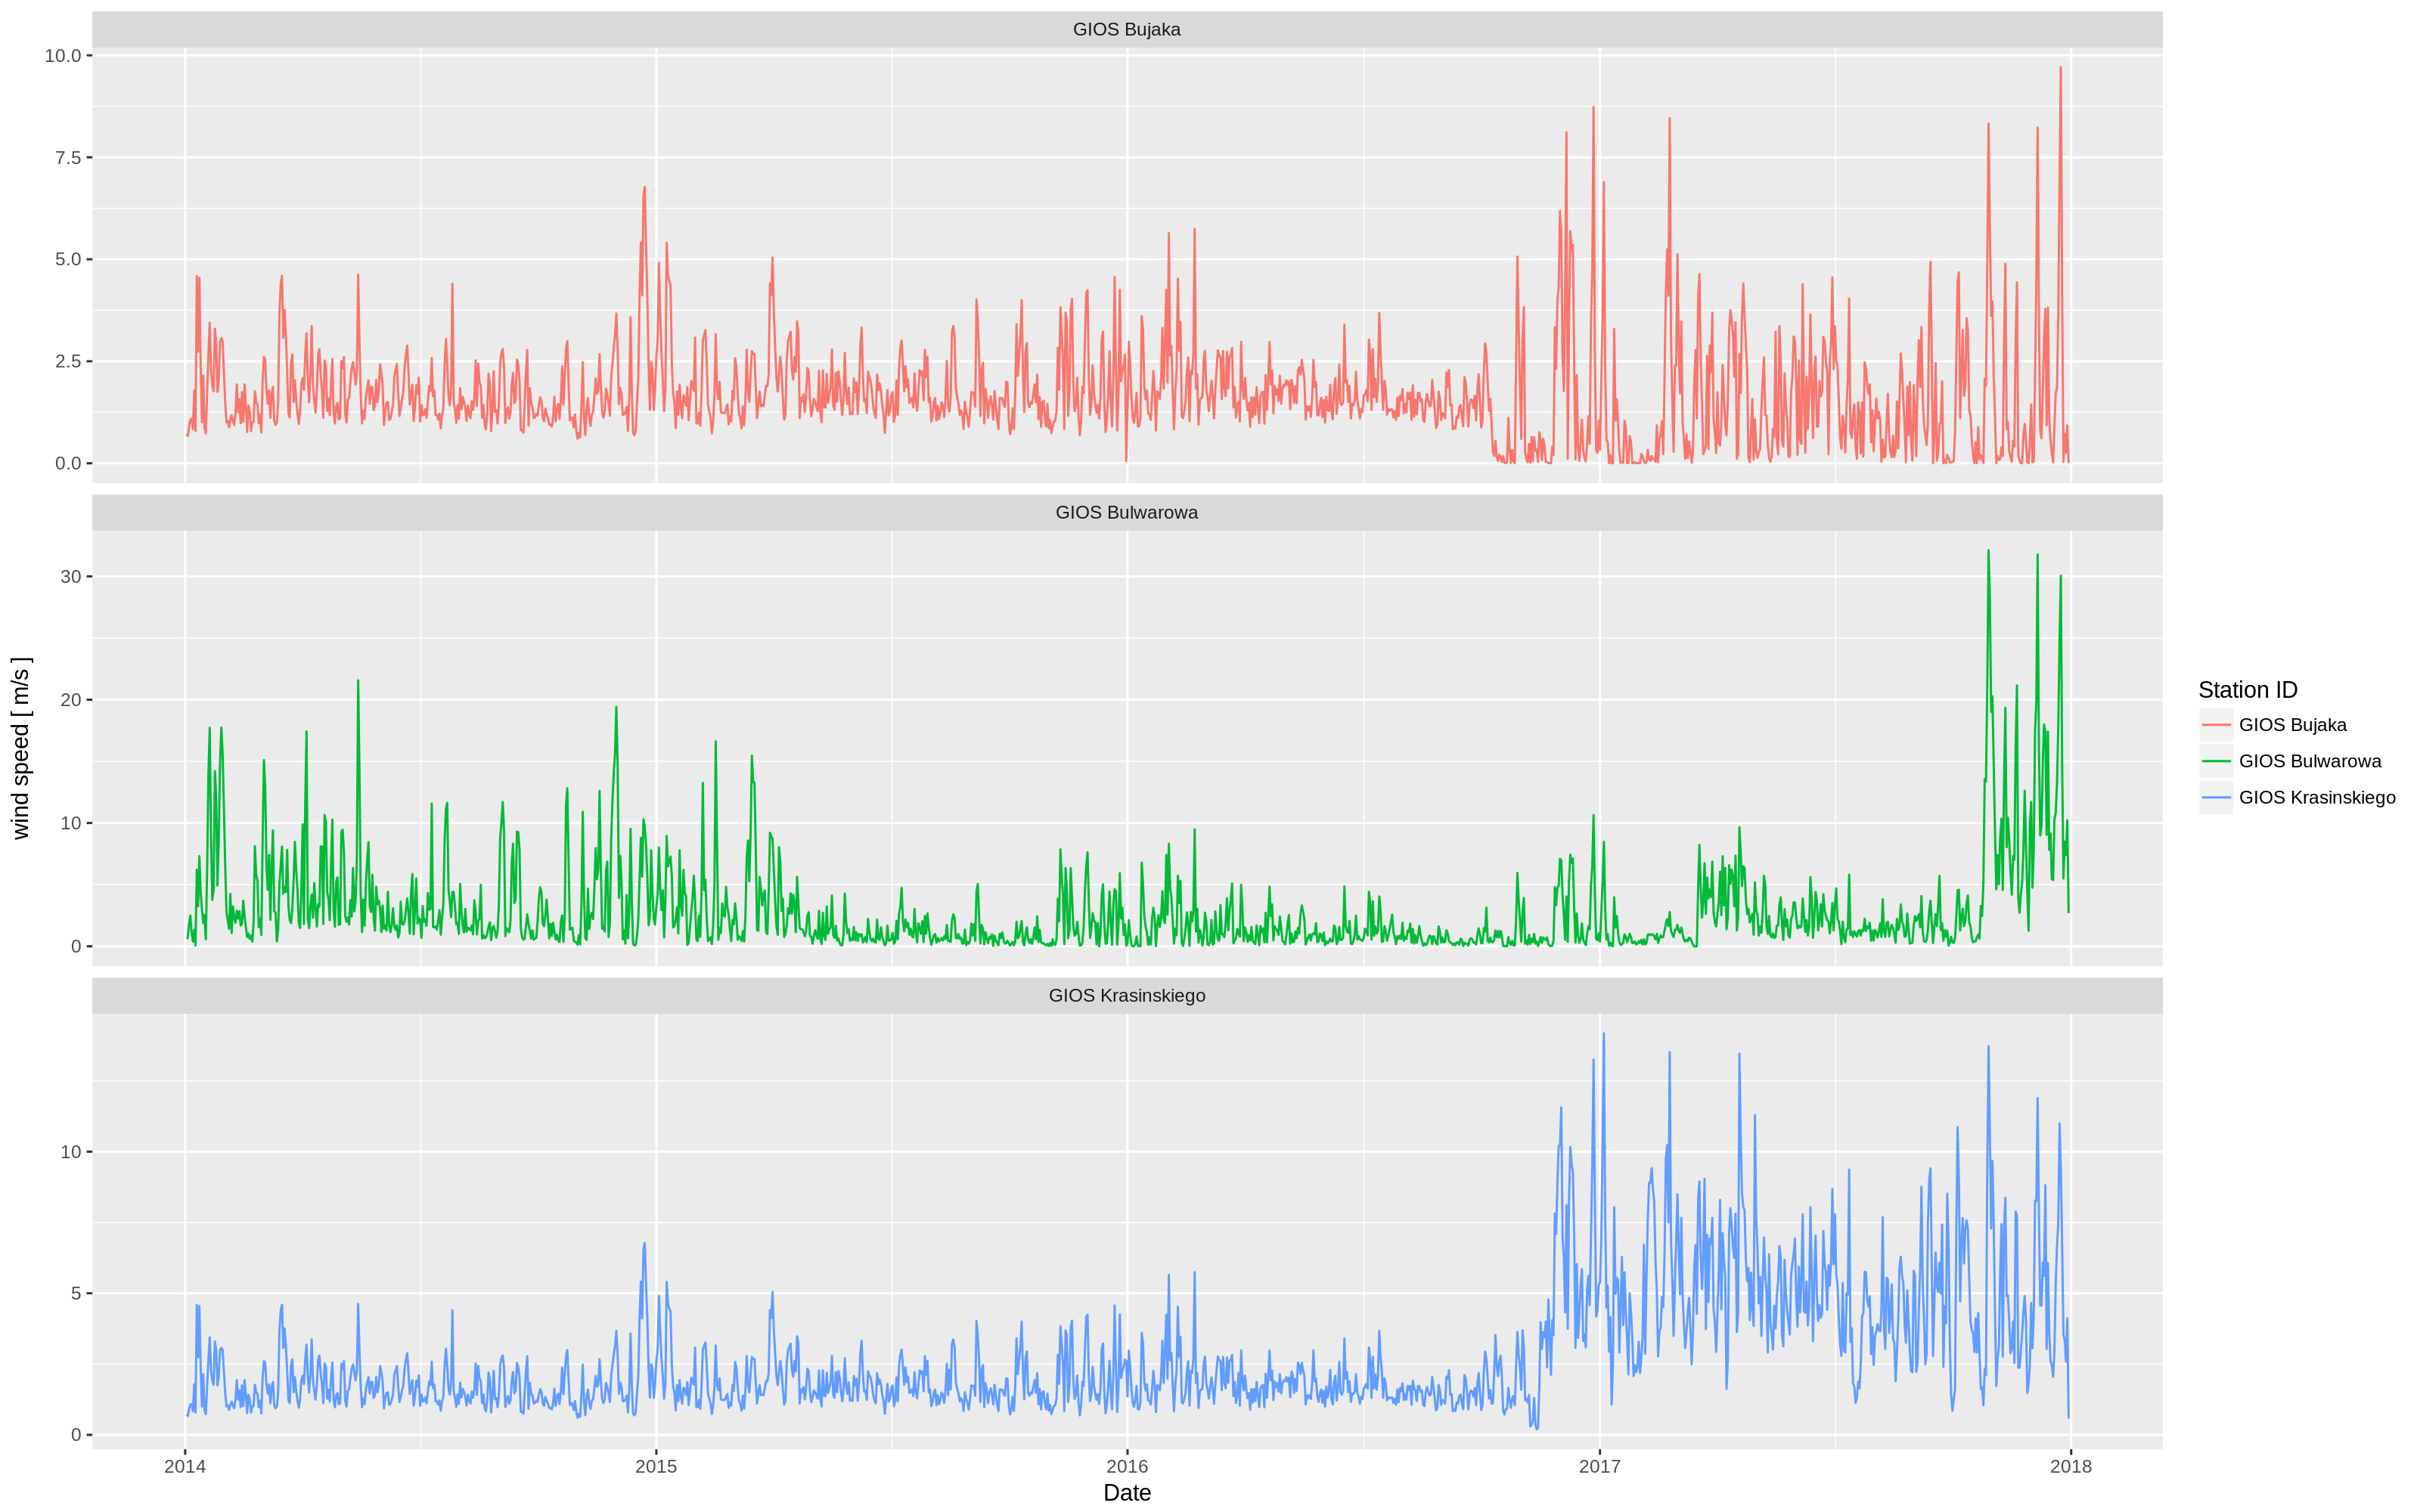 GIOS Bujaka
10.0
7.5
5.0
2.5
0.0
GIOS Bulwarowa
30
20
10
0
GIOS Krasinskiego
10
5
0
2014 2015 2016 2017 2018
Date
wind speed [ m/s ]
Station ID
GIOS Bujaka
GIOS Bulwarowa
GIOS Krasinskiego